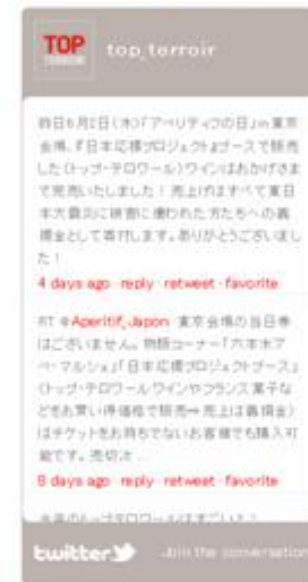 TOP
TERROIR
top_terroir
昨日6月2日(木)「アペリティフの日」in東京
会場、『日本応援プロジェクト』ブースで販売
した(トップ・テロワール)ワインはおかげさま
で完売いたしました! 売上げはすべて東日
本大震災に被害に遭われた方たちへの義
援金として寄付します。ありがとうございまし
た!
4 days ago · reply · retweet · favorite
RT @Aperitif_Japon: 東京会場の当日券
はございません。物販コーナー「六本木ア
ペ・マルシェ」「日本応援プロジェクトブース」
(トップ・テロワールワインやフランス菓子な
どをお買い得価格で販売⇒売上は義援金)
はチケットをお持ちでないお客様でも購入可
能です。売切次
9 days ago · reply · retweet · favorite
twitter
Join the conversation